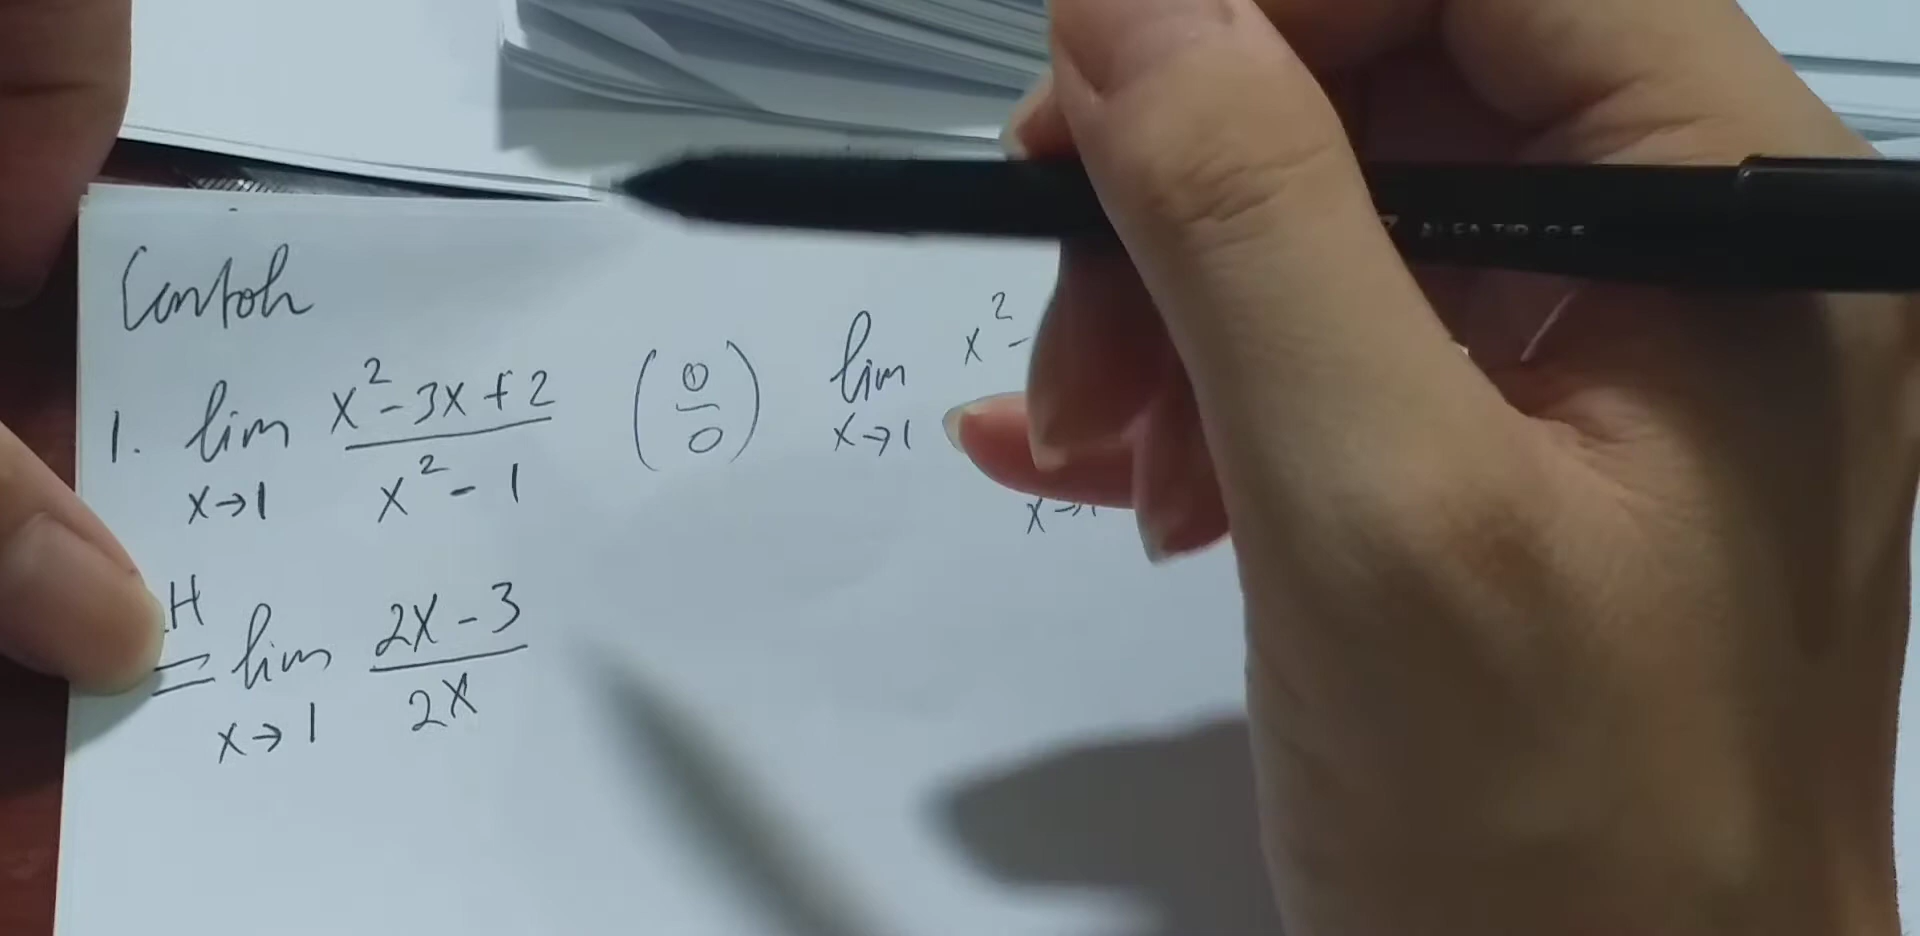 Contoh
1. lim x→1 (x² - 3x + 2)/(x² - 1) (0/0) lim x→1 x² -
x→1
H
= lim x→1 (2x - 3)/(2x)